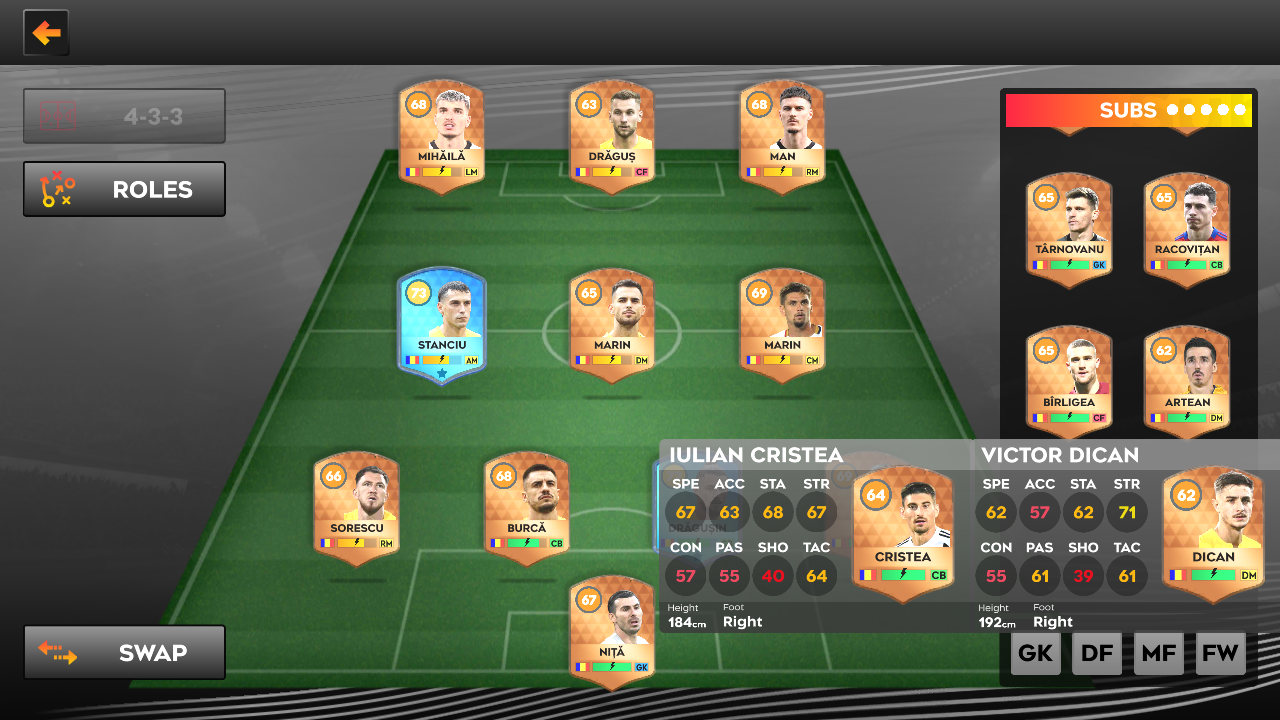 4-3-3
ROLES
68
MIHĂILĂ
LM
63
DRĂGUȘ
CF
68
MAN
RM
SUBS
65
TÂRNOVANU
GK
65
RACOVIȚAN
CB
73
STANCIU
AM
65
MARIN
DM
69
MARIN
CM
65
BÎRLIGEA
CF
62
ARTEAN
DM
66
SORESCU
RM
68
BURCĂ
CB
DRĂGUȘIN
69
67
NIȚĂ
GK
IULIAN CRISTEA
SPE ACC STA STR
67 63 68 67
CON PAS SHO TAC
57 55 40 64
Height Foot
184cm Right
64
CRISTEA
CB
VICTOR DICAN
SPE ACC STA STR
62 57 62 71
CON PAS SHO TAC
55 61 39 61
Height Foot
192cm Right
62
DICAN
DM
SWAP
GK DF MF FW